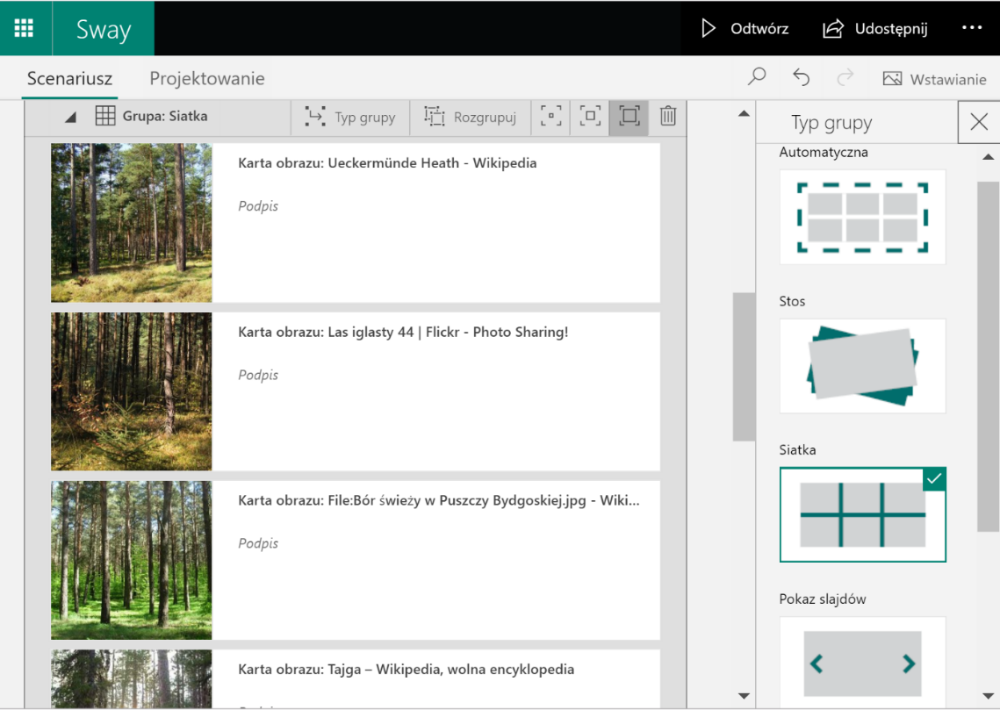 Sway
Odtwórz
Udostępnij
Scenariusz
Projektowanie
Wstawianie
Grupa: Siatka
Typ grupy
Rozgrupuj
Karta obrazu: Ueckermünde Heath - Wikipedia
Podpis
Karta obrazu: Las iglasty 44 | Flickr - Photo Sharing!
Podpis
Karta obrazu: File:Bór świeży w Puszczy Bydgoskiej.jpg - Wiki...
Podpis
Karta obrazu: Tajga – Wikipedia, wolna encyklopedia
Typ grupy
Automatyczna
Stos
Siatka
Pokaz slajdów